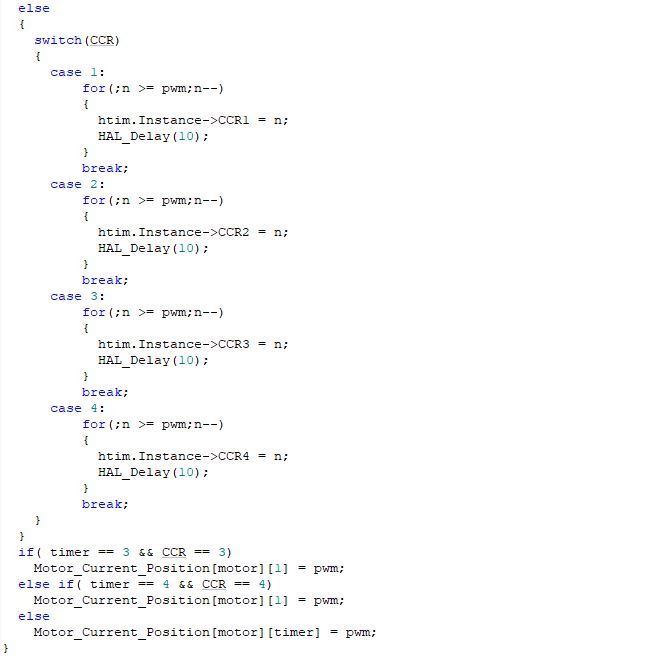 else
{
switch(CCR)
{
case 1:
for(;n >= pwm;n--)
{
htim.Instance->CCR1 = n;
HAL_Delay(10);
}
break;
case 2:
for(;n >= pwm;n--)
{
htim.Instance->CCR2 = n;
HAL_Delay(10);
}
break;
case 3:
for(;n >= pwm;n--)
{
htim.Instance->CCR3 = n;
HAL_Delay(10);
}
break;
case 4:
for(;n >= pwm;n--)
{
htim.Instance->CCR4 = n;
HAL_Delay(10);
}
break;
}
}
if( timer == 3 && CCR == 3)
Motor_Current_Position[motor][1] = pwm;
else if( timer == 4 && CCR == 4)
Motor_Current_Position[motor][1] = pwm;
else
Motor_Current_Position[motor][timer] = pwm;
}